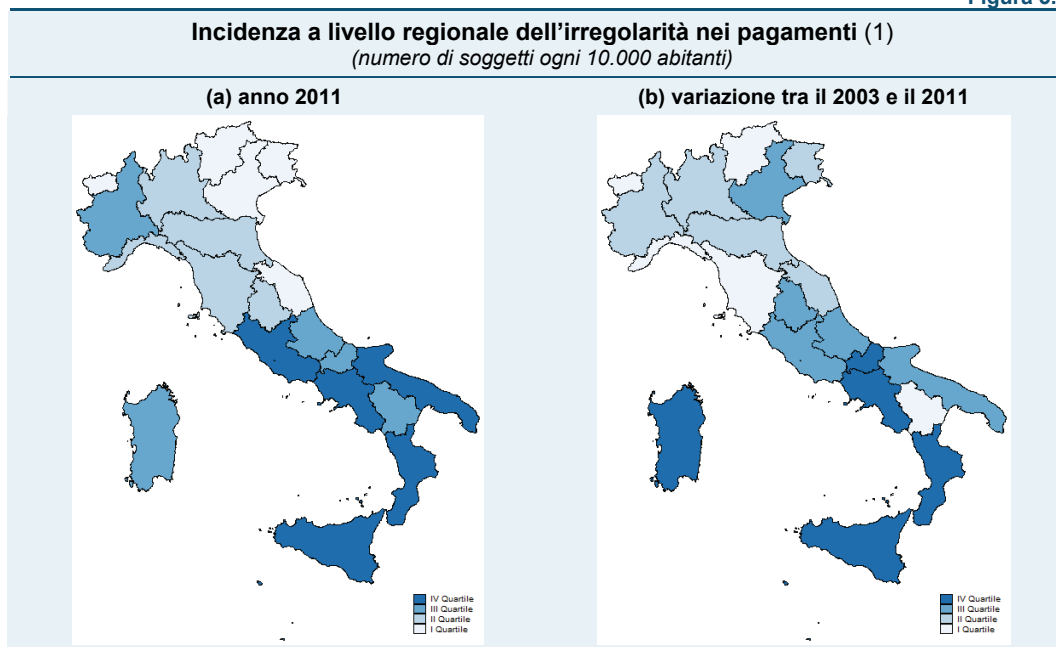 Figura 3.
Incidenza a livello regionale dell'irregolarità nei pagamenti (1)
(numero di soggetti ogni 10.000 abitanti)
(a) anno 2011
(b) variazione tra il 2003 e il 2011
IV Quartile
III Quartile
II Quartile
I Quartile
IV Quartile
III Quartile
II Quartile
I Quartile